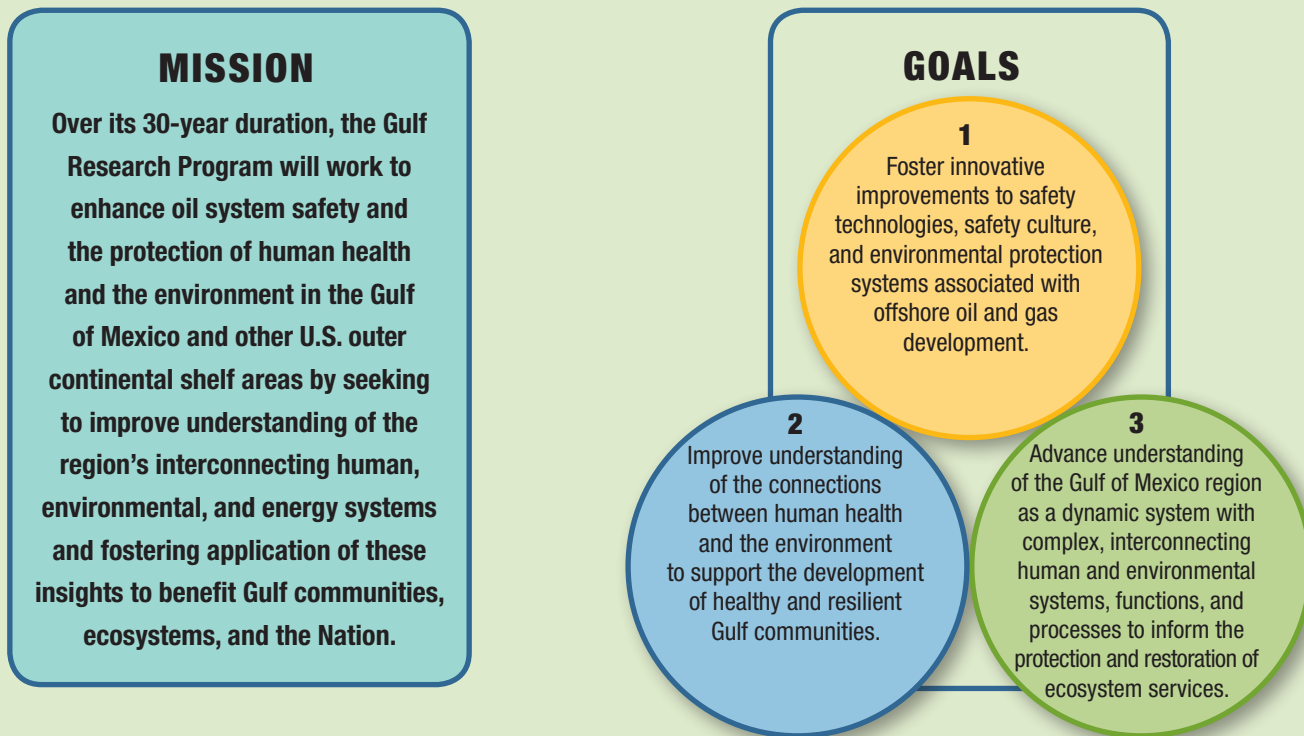 MISSION
Over its 30-year duration, the Gulf
Research Program will work to
enhance oil system safety and
the protection of human health
and the environment in the Gulf
of Mexico and other U.S. outer
continental shelf areas by seeking
to improve understanding of the
region's interconnecting human,
environmental, and energy systems
and fostering application of these
insights to benefit Gulf communities,
ecosystems, and the Nation.
GOALS
1
Foster innovative
improvements to safety
technologies, safety culture,
and environmental protection
systems associated with
offshore oil and gas
development.
2
Improve understanding
of the connections
between human health
and the environment
to support the development
of healthy and resilient
Gulf communities.
3
Advance understanding
of the Gulf of Mexico region
as a dynamic system with
complex, interconnecting
human and environmental
systems, functions, and
processes to inform the
protection and restoration of
ecosystem services.